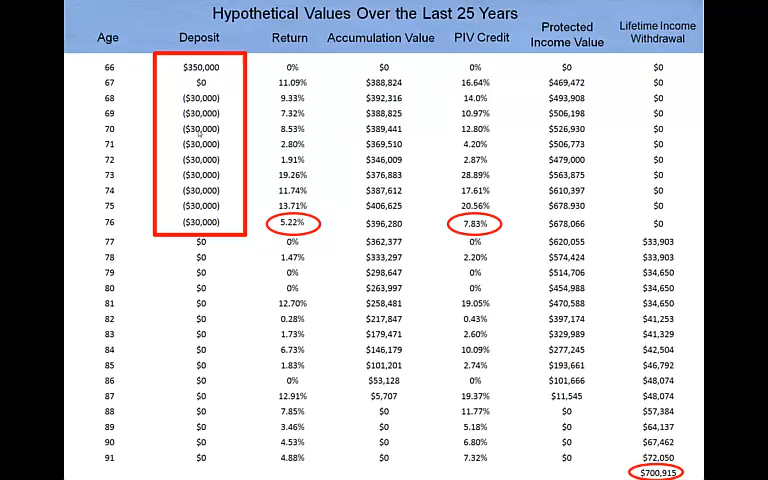 Hypothetical Values Over the Last 25 Years
Age Deposit Return Accumulation Value PIV Credit Protected Income Value Lifetime Income Withdrawal
66 $350,000 0% $0 0% $0 $0
67 $0 11.09% $388,824 16.64% $469,472 $0
68 ($30,000) 9.33% $392,316 14.0% $493,908 $0
69 ($30,000) 7.32% $388,825 10.97% $506,198 $0
70 ($30,000) 8.53% $389,441 12.80% $526,930 $0
71 ($30,000) 2.80% $369,510 4.20% $506,773 $0
72 ($30,000) 1.91% $346,009 2.87% $479,000 $0
73 ($30,000) 19.26% $376,883 28.89% $563,875 $0
74 ($30,000) 11.74% $387,612 17.61% $610,397 $0
75 ($30,000) 13.71% $406,625 20.56% $678.930 $0
76 ($30,000) 5.22% $396,280 7.83% $678,066 $0
77 $0 0% $362,377 0% $620,055 $33,903
78 $0 1.47% $333,297 2.20% $574,424 $33,903
79 $0 0% $298,647 0% $514,706 $34,650
80 $0 0% $263,997 0% $454,988 $34,650
81 $0 12.70% $258,481 19.05% $470,588 $34,650
82 $0 0.28% $217,847 0.43% $397,174 $41,253
83 $0 1.73% $179,471 2.60% $329,989 $41,329
84 $0 6.73% $146,179 10.09% $277,245 $42,504
85 $0 1.83% $101,201 2.74% $193,661 $46,792
86 $0 0% $53,128 0% $101,666 $48,074
87 $0 12.91% $5,707 19.37% $11,545 $48,074
88 $0 7.85% $0 11.77% $0 $57,384
89 $0 3.46% $0 5.18% $0 $64,137
90 $0 4.53% $0 6.80% $0 $67,462
91 $0 4.88% $0 7.32% $0 $72,050
$700,915